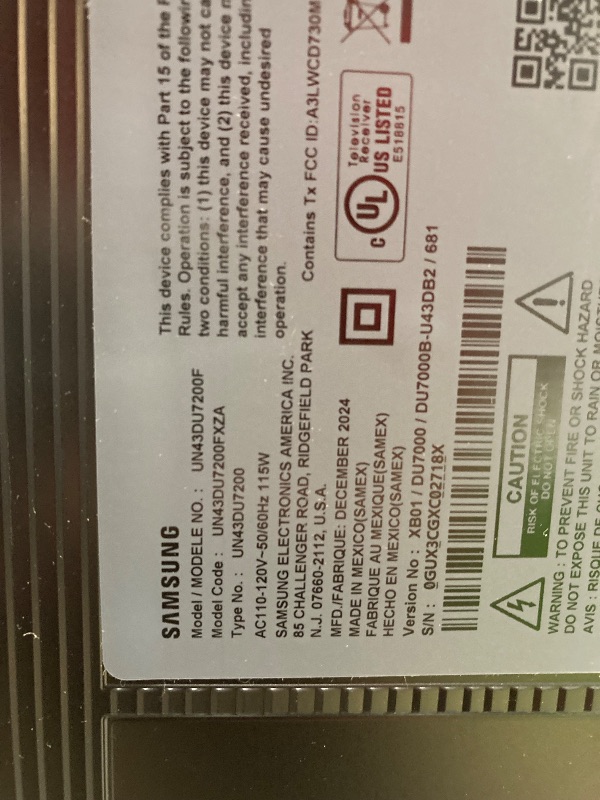 This device complies with Part 15 of the
Rules. Operation is subject to the
two conditions: (1) this device may not
harmful interference, and (2) this device
accept any interference received,
interference that may cause undesired
operation.
Contains Tx FCC ID:A3LWCD730M
SAMSUNG
Model / MODELE NO. : UN43DU7200F
Model Code : UN43DU7200FXZA
Type No. : UN43DU7200
AC110-120V~50/60Hz 115W
SAMSUNG ELECTRONICS AMERICA INC.
85 CHALLENGER ROAD, RIDGEFIELD PARK
N.J. 07660-2112, U.S.A.
MFD./FABRIQUE: DECEMBER 2024
MADE IN MEXICO(SAMEX)
FABRIQUE AU MEXIQUE(SAMEX)
HECHO EN MEXICO(SAMEX)
Version No : XB01 / DU7000 / DU7000B-U43DB2 / 681
S/N : 0GUX3CGXC02718X
Television
Receiver
C UL US LISTED
E518815
CAUTION
RISK OF ELECTRIC SHOCK
DO NOT OPEN
WARNING : TO PREVENT FIRE OR SHOCK HAZARD
DO NOT EXPOSE THIS UNIT TO RAIN OR
AVIS : RISQUE DE